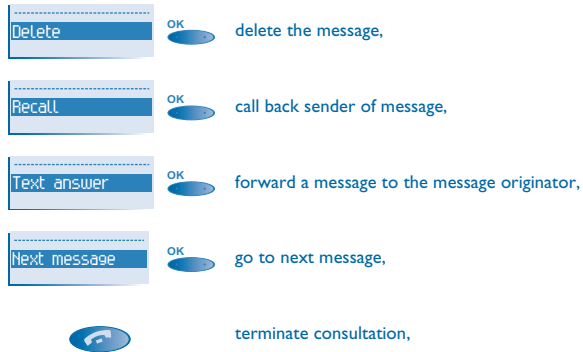 Delete OK delete the message,
Recall OK call back sender of message,
Text answer OK forward a message to the message originator,
Next message OK go to next message,
terminate consultation,